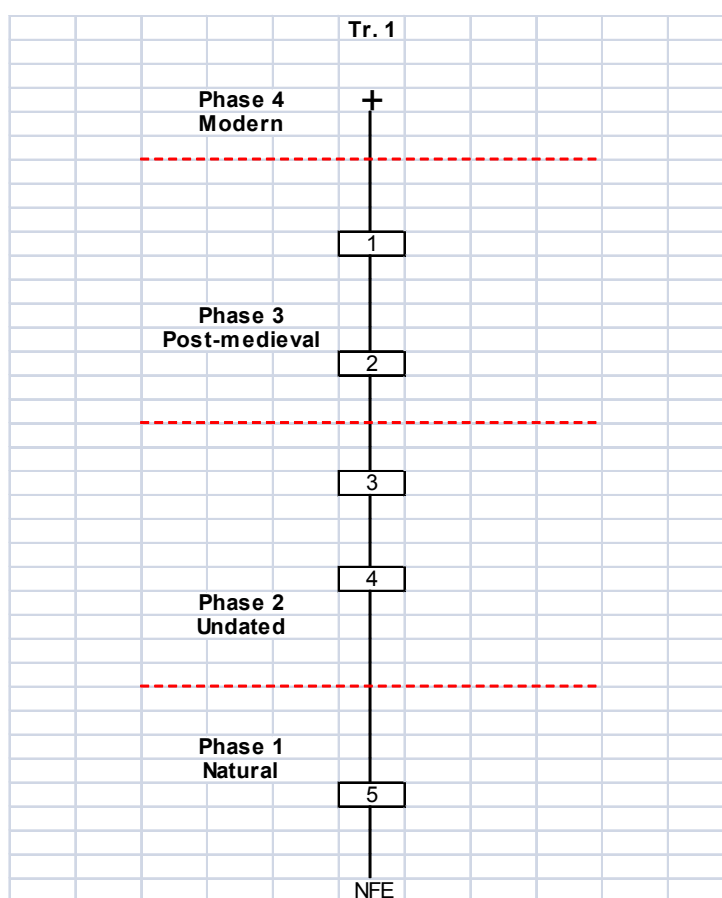 Tr. 1
Phase 4
+
Modern
1
Phase 3
Post-medieval
2
3
4
Phase 2
Undated
Phase 1
Natural
5
NFE